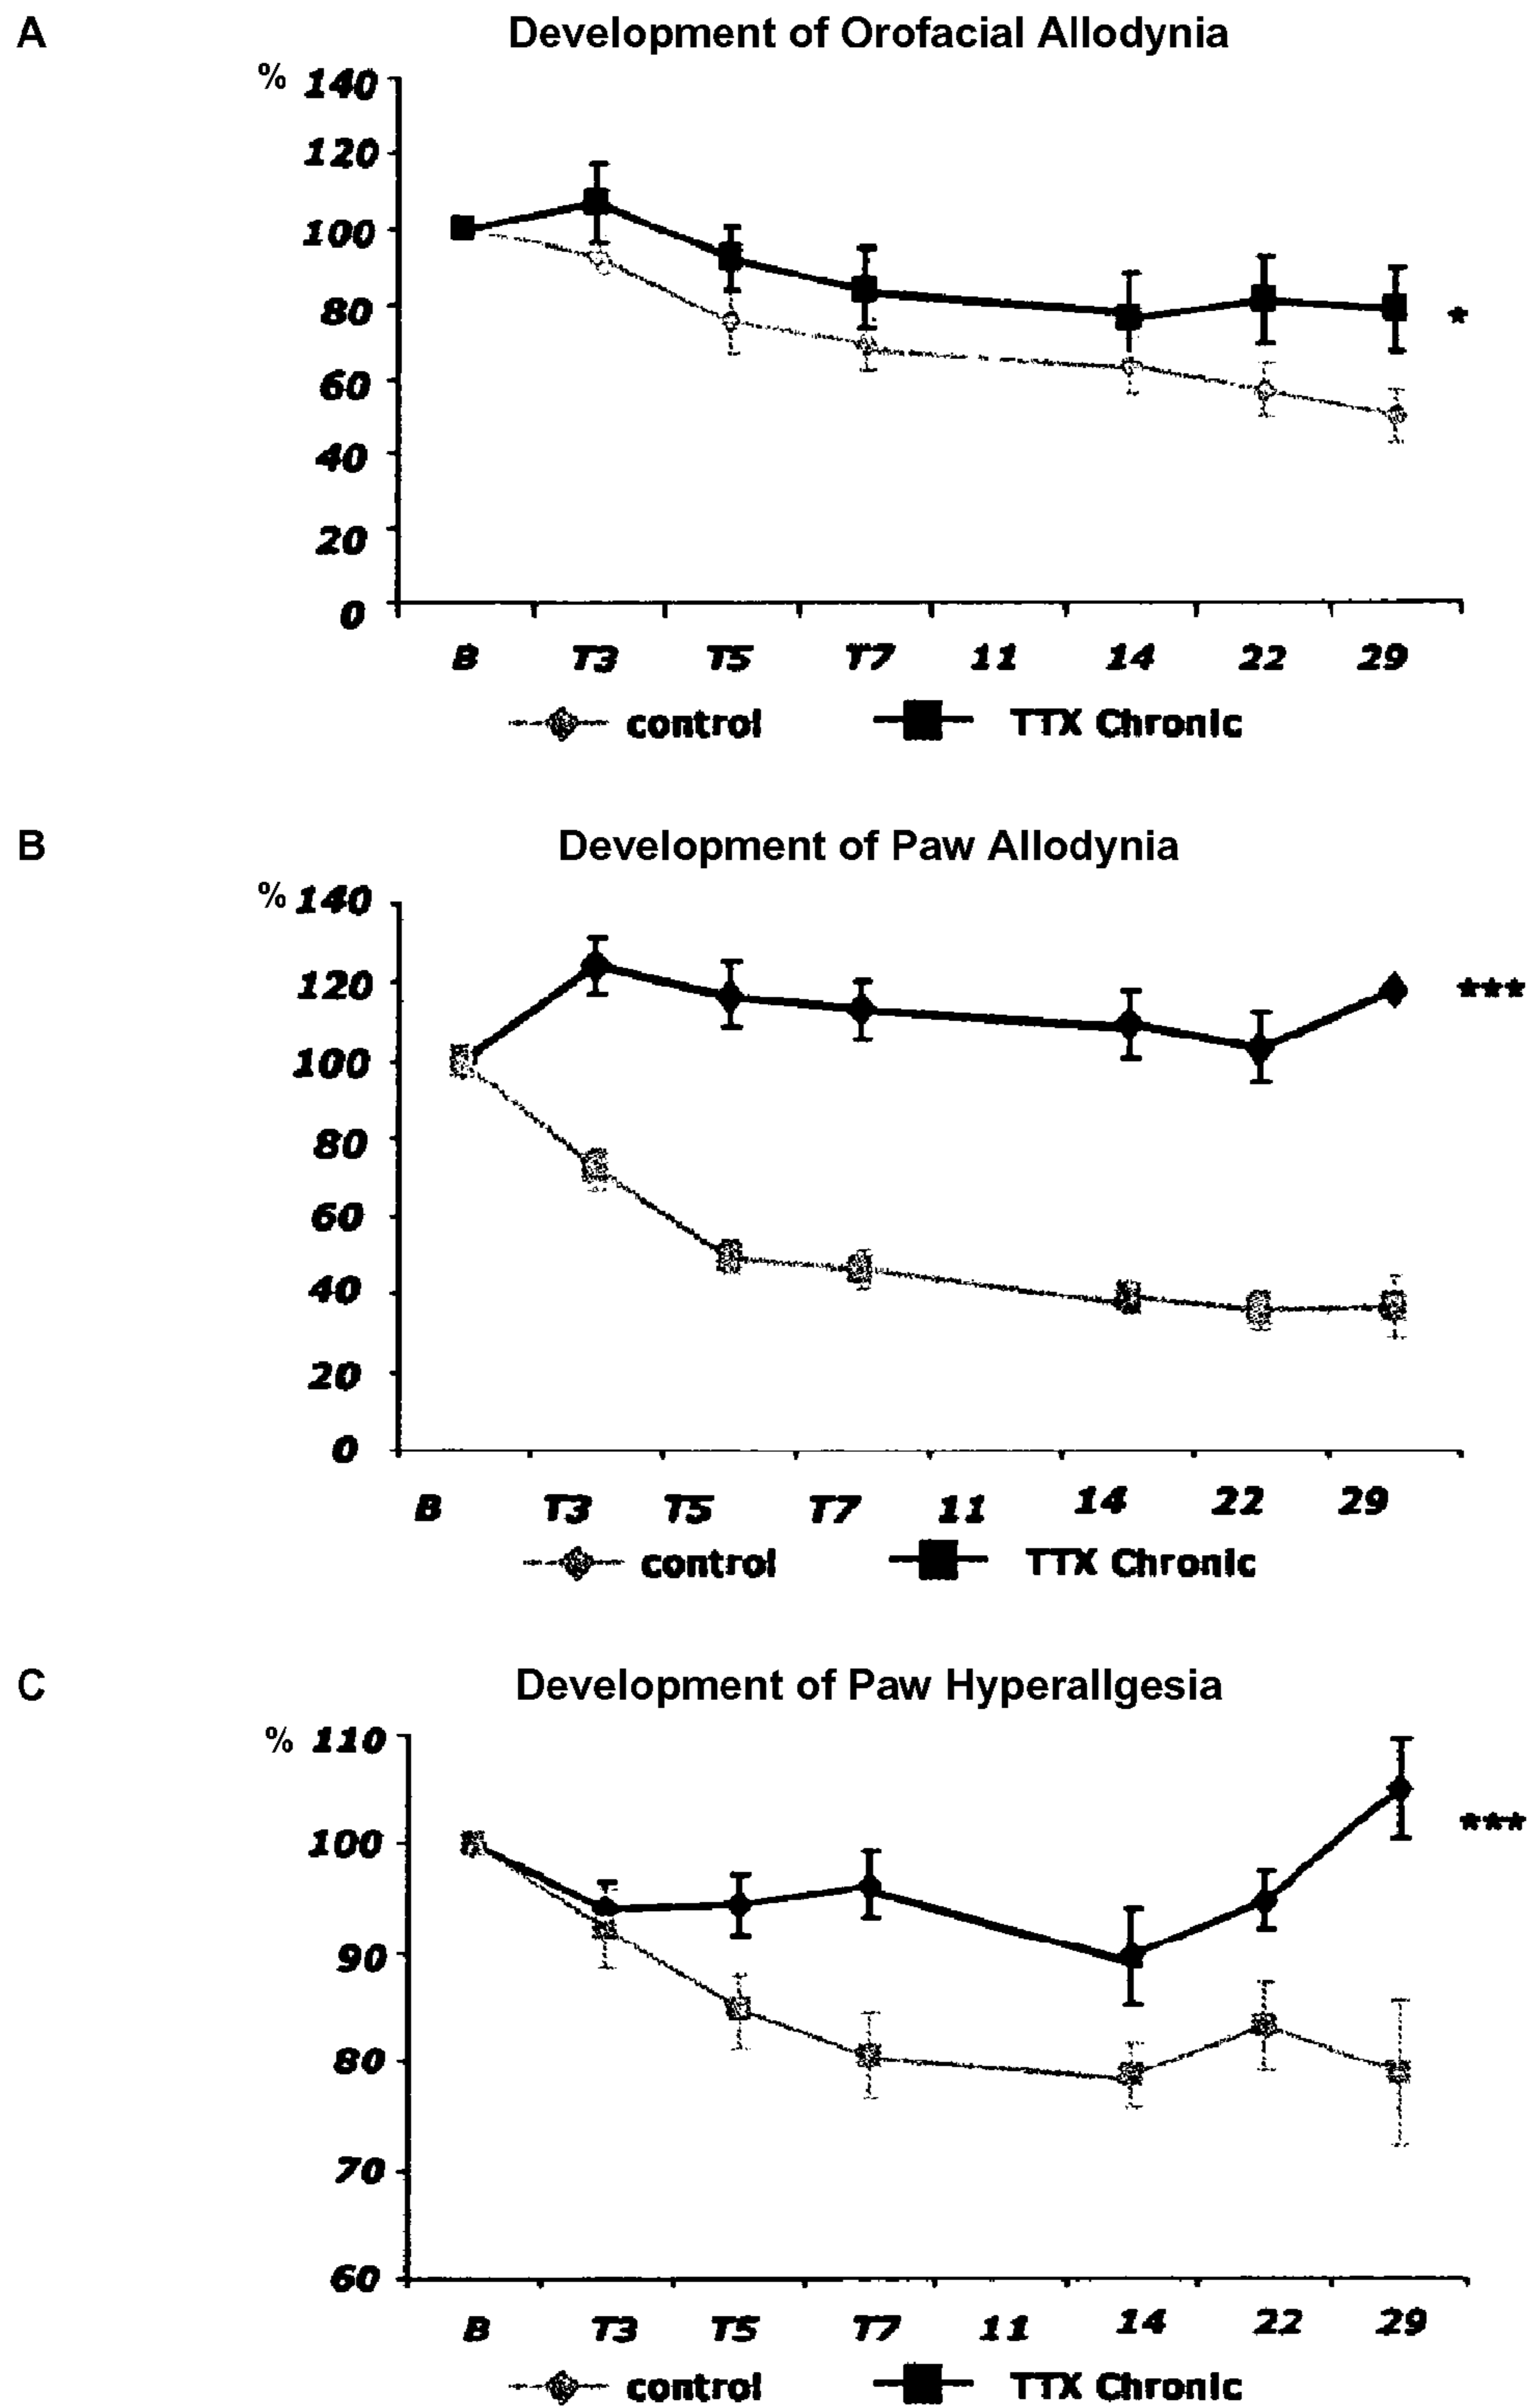 A Development of Orofacial Allodynia
% 140
120
100
80
60
40
20
0
B T3 T5 T7 11 14 22 29
*
control TTX Chronic
B Development of Paw Allodynia
% 140
120
100
80
60
40
20
0
B T3 T5 T7 11 14 22 29
***
control TTX Chronic
C Development of Paw Hyperallgesia
% 110
100
90
80
70
60
B T3 T5 T7 11 14 22 29
***
control TTX Chronic